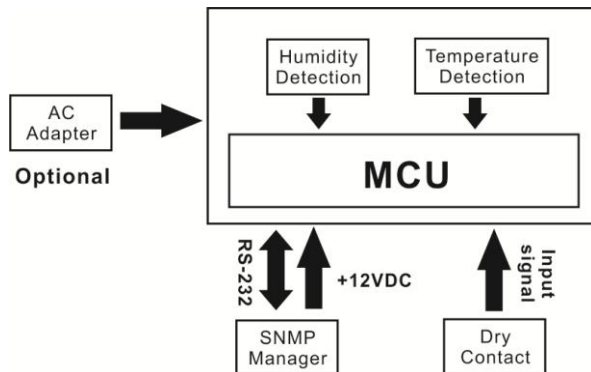 Humidity
Detection
Temperature
Detection
AC
Adapter
Optional
MCU
RS-232
+12VDC
Input
signal
SNMP
Manager
Dry
Contact